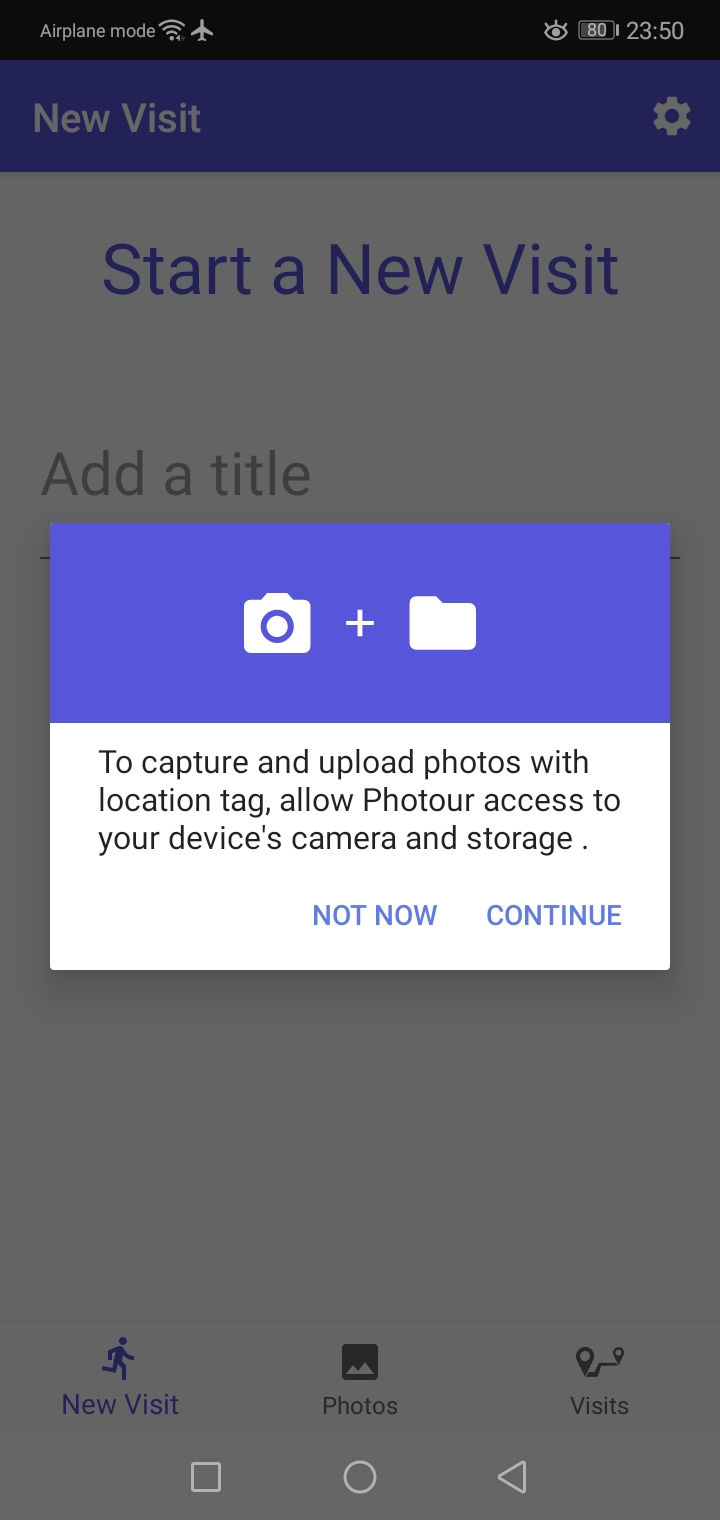 Airplane mode 80 23:50
New Visit
Start a New Visit
Add a title
To capture and upload photos with
location tag, allow Photour access to
your device's camera and storage .
NOT NOW CONTINUE
New Visit Photos Visits